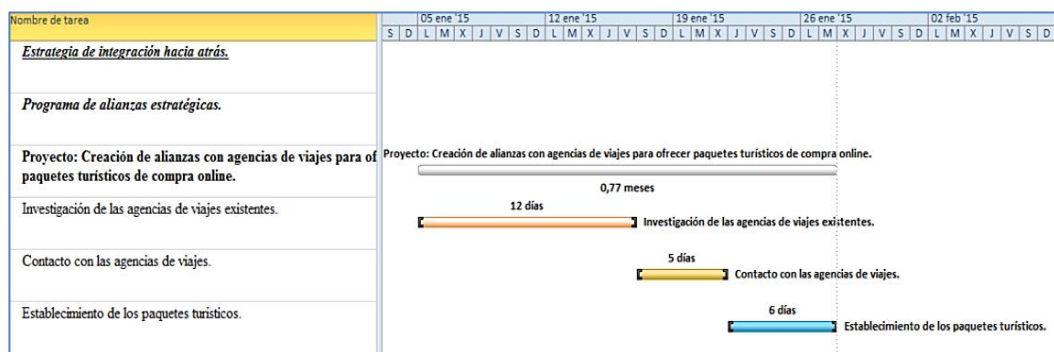 Nombre de tarea
05 ene '15 12 ene '15 19 ene '15 26 ene '15 02 feb '15
S D L M X J V S D L M X J V S D L M X J V S D L M X J V S D L M X J V S D
Estrategia de integración hacia atrás.
Programa de alianzas estratégicas.
Proyecto: Creación de alianzas con agencias de viajes para of
paquetes turísticos de compra online.
Proyecto: Creación de alianzas con agencias de viajes para ofrecer paquetes turísticos de compra online.
0,77 meses
Investigación de las agencias de viajes existentes.
12 días
Investigación de las agencias de viajes existentes.
Contacto con las agencias de viajes.
5 días
Contacto con las agencias de viajes.
Establecimiento de los paquetes turisticos.
6 días
Establecimiento de los paquetes turísticos.